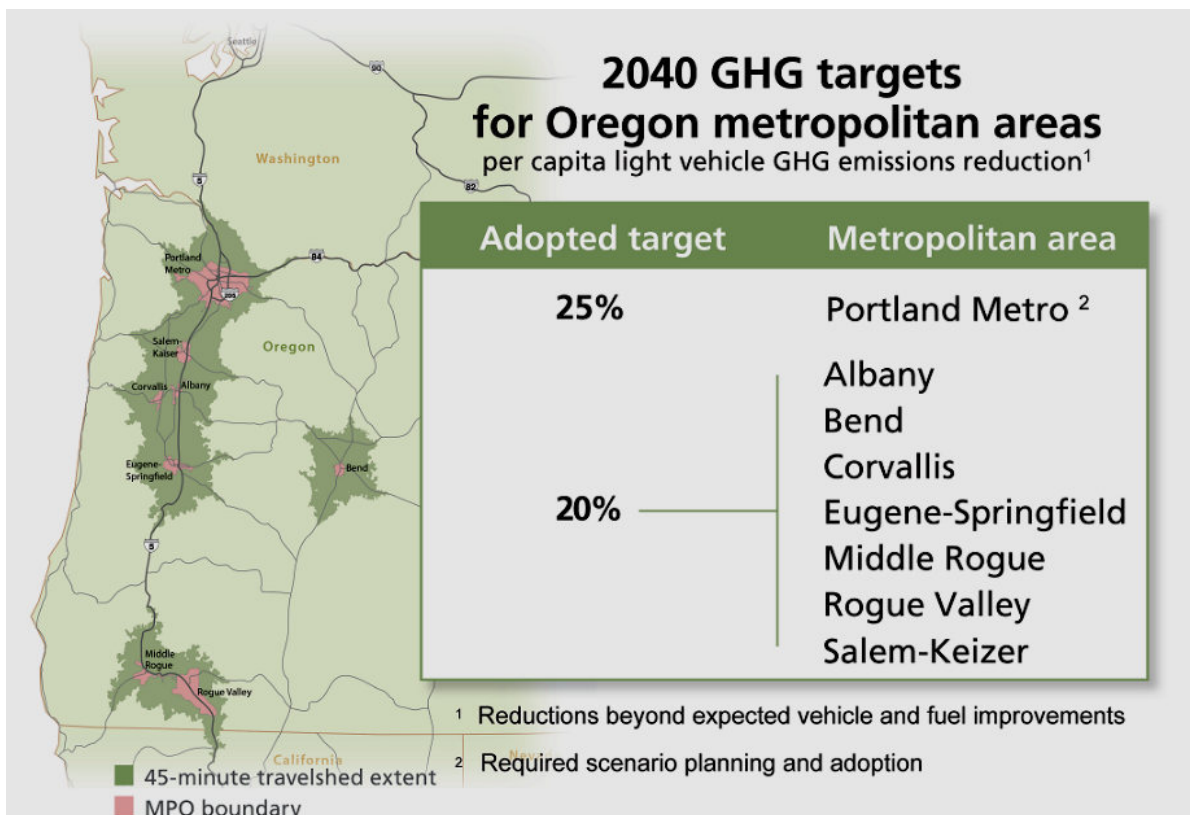 Seattle
90
Washington
5
82
Portland
Metro
84
205
Salem-
Kaiser
Oregon
Corvallis
Albany
Eugene-
Springfield
Bend
5
Middle
Rogue
Rogue Valley
California
2040 GHG targets
for Oregon metropolitan areas
per capita light vehicle GHG emissions reduction¹
Adopted target Metropolitan area
25% Portland Metro ²
Albany
Bend
Corvallis
20% Eugene-Springfield
Middle Rogue
Rogue Valley
Salem-Keizer
¹ Reductions beyond expected vehicle and fuel improvements
² Required scenario planning and adoption
45-minute travelshed extent
MPO boundary